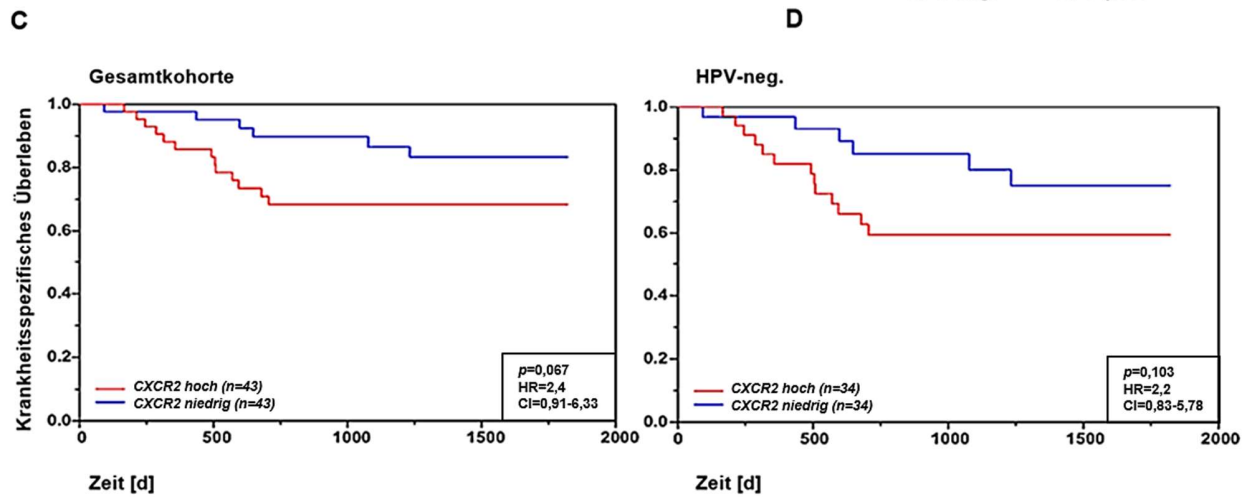 C
D
Gesamtkohorte
Krankheitsspezifisches Überleben
1.0
0.8
0.6
0.4
0.2
0.0
0
500
1000
1500
2000
CXCR2 hoch (n=43)
CXCR2 niedrig (n=43)
p=0,067
HR=2,4
CI=0,91-6,33
Zeit [d]
HPV-neg.
1.0
0.8
0.6
0.4
0.2
0.0
0
500
1000
1500
2000
CXCR2 hoch (n=34)
CXCR2 niedrig (n=34)
p=0,103
HR=2,2
CI=0,83-5,78
Zeit [d]